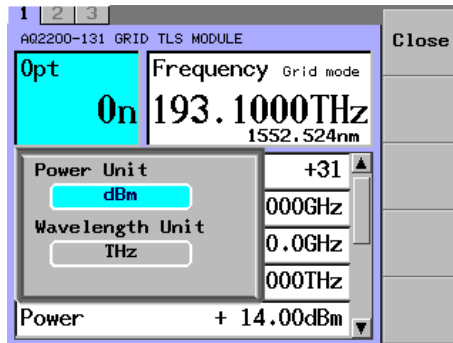 1 2 3
AQ2200-131 GRID TLS MODULE
Close
Opt
On
Frequency Grid mode
193.1000THz
1552.524nm
Power Unit
dBm
Wavelength Unit
THz
+31
000GHz
0.0GHz
000THz
Power + 14.00dBm